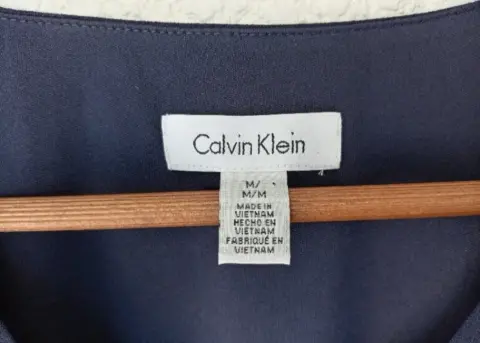 Calvin Klein
M/
M/M
MADE IN
VIETNAM
HECHO EN
VIETNAM
FABRIQUÉ EN
VIETNAM